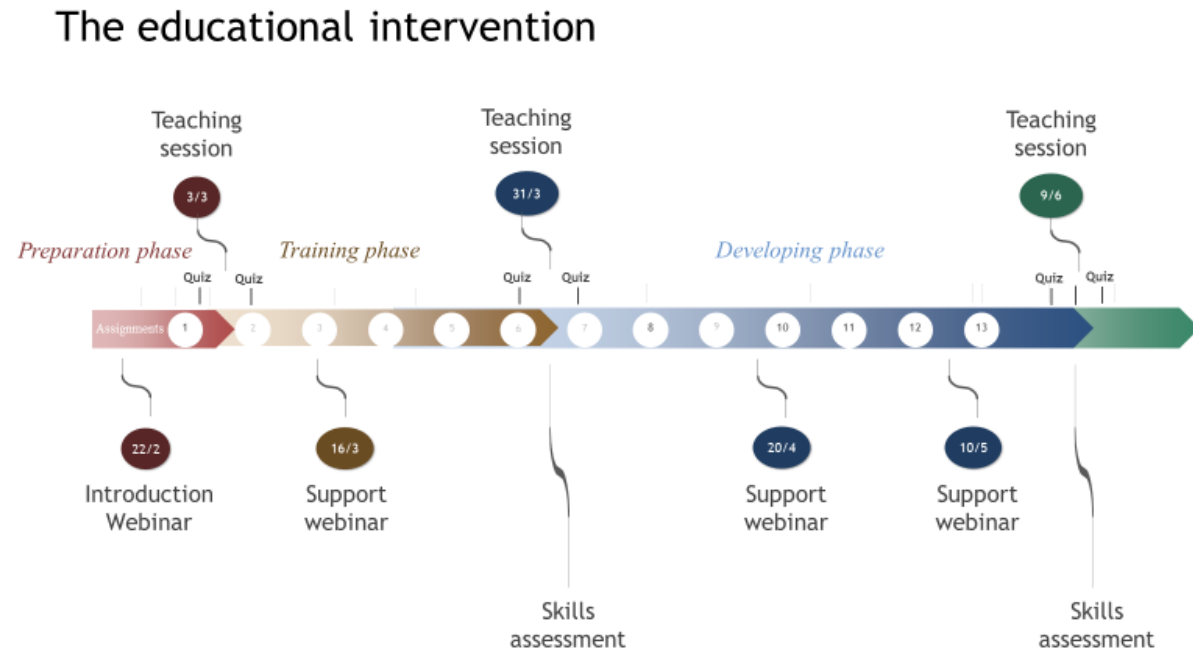 The educational intervention
Teaching
session
Teaching
session
Teaching
session
3/3
31/3
9/6
Preparation phase
Training phase
Developing phase
Quiz
Quiz
Quiz
Quiz
Quiz
Quiz
Assignments
1
2
3
4
5
6
7
8
9
10
11
12
13
22/2
16/3
20/4
10/5
Introduction
Webinar
Support
webinar
Support
webinar
Support
webinar
Skills
assessment
Skills
assessment